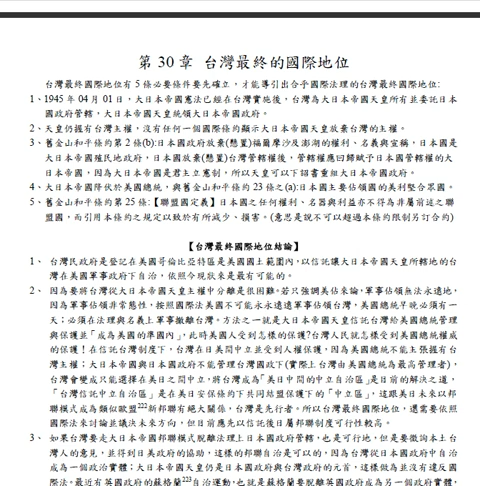 第 30 章 台灣最終的國際地位
台灣最終國際地位有 5 條必要條件要先確立，才能導引出合乎國際法理的台灣最終國際地位:
1、1945 年 04 月 01 日，大日本帝國憲法已經在台灣實施後，台灣為大日本帝國天皇所有並委託日本
國政府管轄，大日本帝國天皇統領大日本帝國政府。
2、天皇仍握有台灣主權，沒有任何一個國際條約顯示大日本帝國天皇放棄台灣的主權。
3、舊金山和平條約第 2 條(b):日本國政府放棄(懸置)福爾摩沙及澎湖的權利、名義與宣稱，日本國是
大日本帝國殖民地政府，日本國放棄(懸置)台灣管轄權後，管轄權應回歸賦予日本國管轄權的大
日本帝國，因為大日本帝國是君主立憲制，所以天皇可以下詔書重組大日本帝國政府。
4、大日本帝國降伏於美國總統，與舊金山和平條約 23 條之(a):日本國主要佔領國的美利堅合眾國。
5、舊金山和平條約第 25 條:【聯盟國定義】日本國之任何權利、名器與利益亦不得為非屬前述之聯
盟國，而引用本條約之規定以致於有所減少、損害。(意思是說不可以超過本條約限制另訂合約)
【台灣最終國際地位結論】
1、 台灣民政府是登記在美國哥倫比亞特區是美國國土範圍內，以信託讓大日本帝國天皇所轄地的台
灣在美國軍事政府下自治，依照今現狀來是最有可能的。
2、 因為要將台灣從大日本帝國天皇主權中分離是很困難。若只強調美佔來論，軍事佔領無法永遠地，
因為軍事佔領非常態性，按照國際法美國不可能永永遠遠軍事佔領台灣，美國總統早晚必須有一
天；必須在法理與名義上軍事撤離台灣。方法之一就是大日本帝國天皇信託台灣給美國總統管理
與保護並「成為美國的準國內」，此時美國人受到怎樣的保護？台灣人民就怎樣受到美國總統權威
的保護！在信託台灣制度下，台灣在日美間中立並受到人權保護，因為美國總統不能主張擁有台
灣主權；大日本帝國與日本國政府不能管理台灣國政下(實際上台灣由美國總統為最高管理者)，
台灣會變成只能選擇在美日之間中立，將台灣成為「美日中間的中立自治區」是目前的解決之道，
「台灣信託中立自治區」是在美日安保條約下共同結盟保護下的「中立區」，這跟美日未來以邦
聯模式成為類似歐盟222新邦聯有絕大關係，台灣是先行者。所以台灣最終國際地位，還需要依照
國際法來討論並議決未來方向，但目前應先以信託後日屬邦聯制度可行性較高。
3、 如果台灣要走大日本帝國邦聯模式脫離法理上日本國政府管轄，也是可行地，但是要徵詢本土台
灣人的意見，並得到日美政府的協助，這樣的邦聯自治是可以的，因為台灣從日本國政府中自治
成為一個政治實體；大日本帝國天皇仍是日本國政府與台灣政府的元首，這樣做為並沒有違反國
際法。最近有英國政府的蘇格蘭223自治運動，也就是蘇格蘭要脫離英國政府成為另一個政府實體，